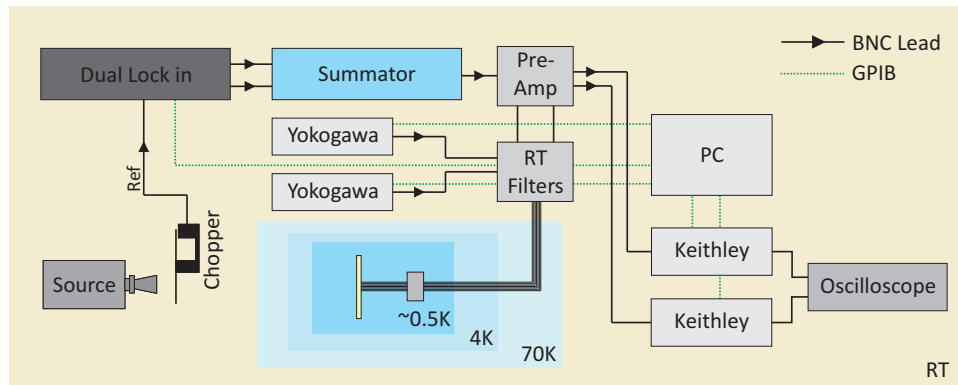 Dual Lock in
Summator
Pre-
Amp
BNC Lead
GPIB
Yokogawa
RT
Filters
PC
Yokogawa
Ref
Chopper
Source
~0.5K
4K
70K
Keithley
Keithley
Oscilloscope
RT